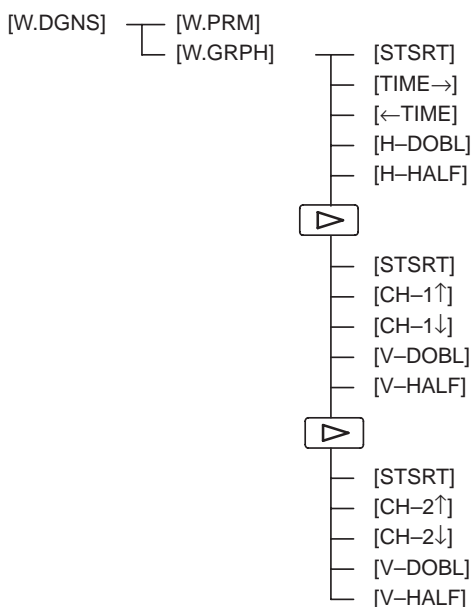 [W.DGNS] [W.PRM]
[W.GRPH] [STSRT]
[TIME→]
[←TIME]
[H–DOBL]
[H–HALF]
[STSRT]
[CH–1↑]
[CH–1↓]
[V–DOBL]
[V–HALF]
[STSRT]
[CH–2↑]
[CH–2↓]
[V–DOBL]
[V–HALF]